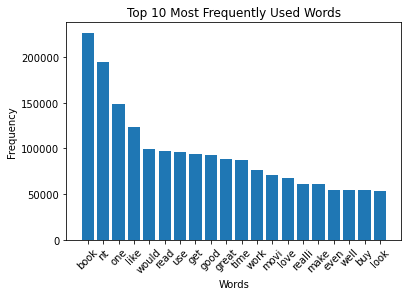 Top 10 Most Frequently Used Words
200000
150000
100000
50000
0
Frequency
book
nt
one
like
would
read
use
get
good
great
time
work
movi
love
realli
make
even
well
buy
look
Words